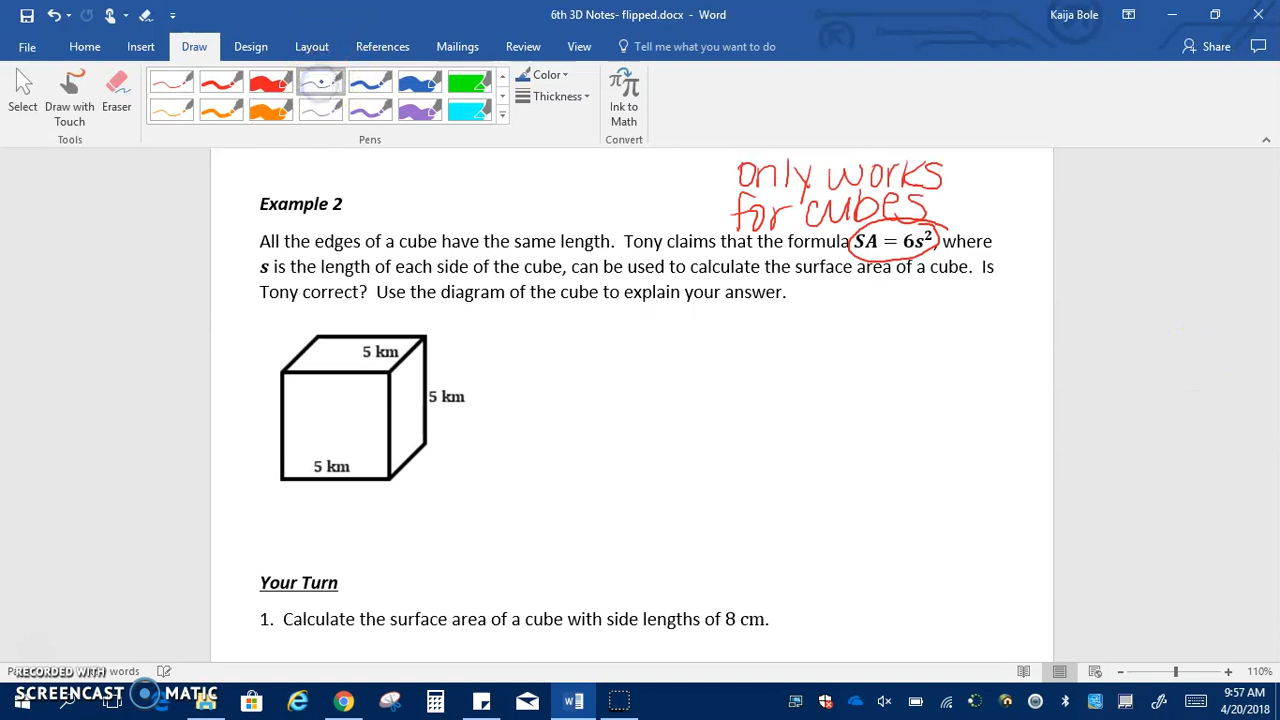 6th 3D Notes- flipped.docx - Word
Kaija Bole
File Home Insert Draw Design Layout References Mailings Review View Tell me what you want to do Share
Select
Draw with Touch
Eraser
Color
Thickness
Ink to Math
Tools
Pens
Convert
only works
for cubes
Example 2
All the edges of a cube have the same length. Tony claims that the formula SA = 6s², where
s is the length of each side of the cube, can be used to calculate the surface area of a cube. Is
Tony correct? Use the diagram of the cube to explain your answer.
5 km
5 km
5 km
Your Turn
1. Calculate the surface area of a cube with side lengths of 8 cm.
words
110%
RECORDED WITH
SCREENCAST MATIC
9:57 AM
4/20/2018